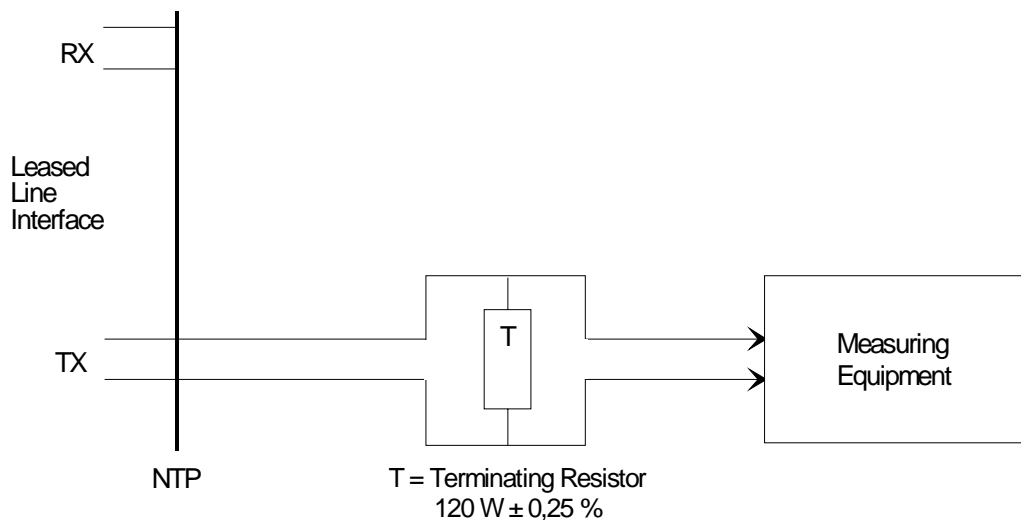 RX
Leased
Line
Interface
T
TX
Measuring
Equipment
NTP
T = Terminating Resistor
120 W ± 0,25 %